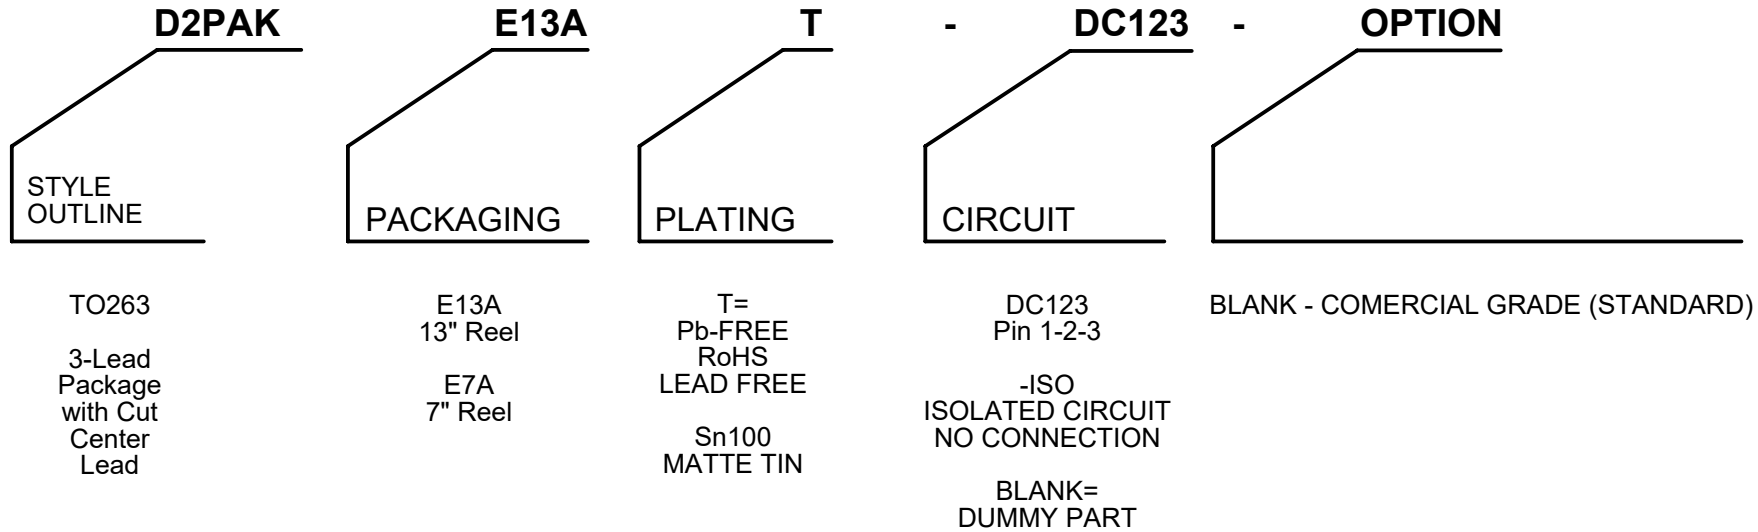 D2PAK E13A T - DC123 - OPTION
STYLE
OUTLINE
PACKAGING
PLATING
CIRCUIT
TO263
3-Lead
Package
with Cut
Center
Lead
E13A
13" Reel
E7A
7" Reel
T=
Pb-FREE
RoHS
LEAD FREE
Sn100
MATTE TIN
DC123
Pin 1-2-3
-ISO
ISOLATED CIRCUIT
NO CONNECTION
BLANK=
DUMMY PART
BLANK - COMERCIAL GRADE (STANDARD)